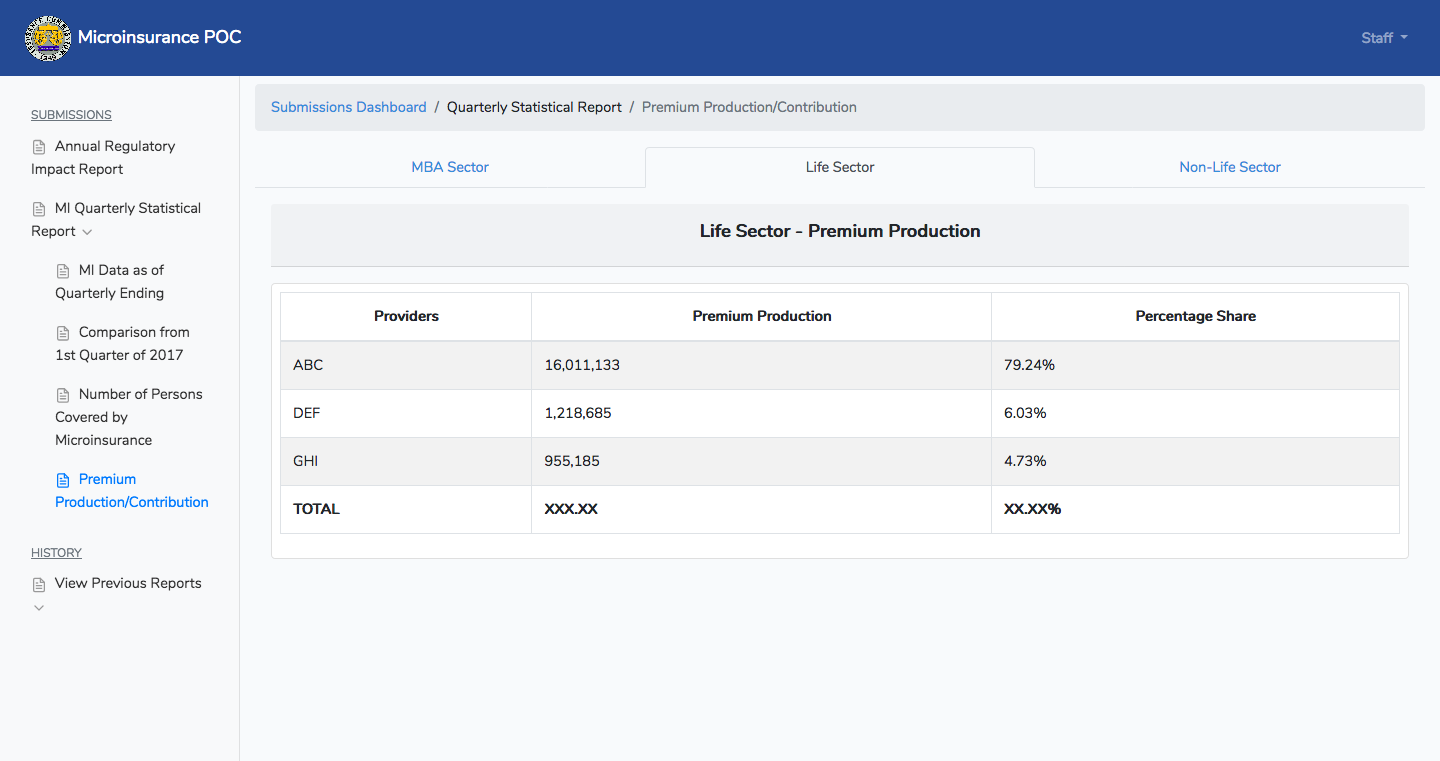 Microinsurance POC
Staff
SUBMISSIONS
Annual Regulatory
Impact Report
MI Quarterly Statistical
Report
MI Data as of
Quarterly Ending
Comparison from
1st Quarter of 2017
Number of Persons
Covered by
Microinsurance
Premium
Production/Contribution
HISTORY
View Previous Reports
Submissions Dashboard / Quarterly Statistical Report / Premium Production/Contribution
MBA Sector Life Sector Non-Life Sector
Life Sector - Premium Production
Providers Premium Production Percentage Share
ABC 16,011,133 79.24%
DEF 1,218,685 6.03%
GHI 955,185 4.73%
TOTAL XXX.XX XX.XX%